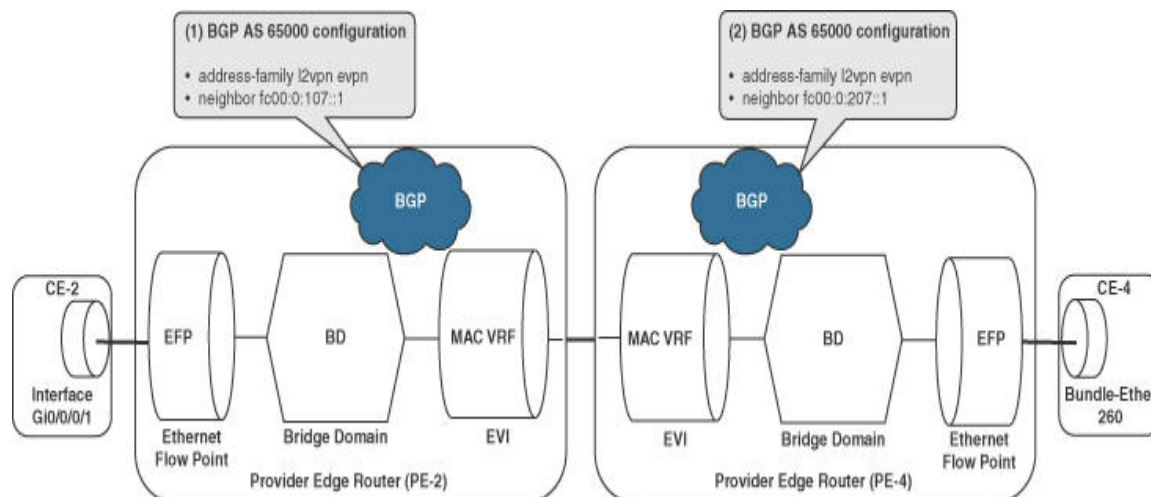 (1) BGP AS 65000 configuration
• address-family l2vpn evpn
• neighbor fc00:0:107::1
(2) BGP AS 65000 configuration
• address-family l2vpn evpn
• neighbor fc00:0:207::1
BGP
BGP
CE-2
EFP
BD
MAC VRF
MAC VRF
BD
EFP
CE-4
Interface
Gi0/0/0/1
Bundle-Ethe
260
Ethernet
Flow Point
Bridge Domain
EVI
EVI
Bridge Domain
Ethernet
Flow Point
Provider Edge Router (PE-2)
Provider Edge Router (PE-4)